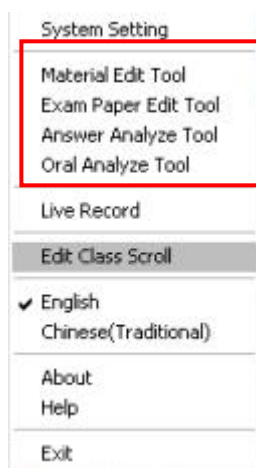 System Setting
Material Edit Tool
Exam Paper Edit Tool
Answer Analyze Tool
Oral Analyze Tool
Live Record
Edit Class Scroll
English
Chinese(Traditional)
About
Help
Exit